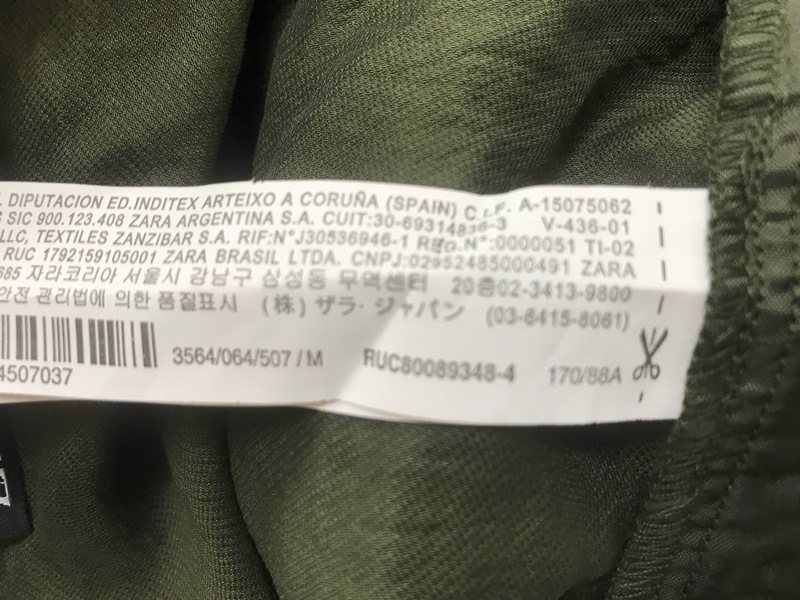 DIPUTACION ED.INDITEX ARTEIXO A CORUÑA (SPAIN) C.I.F. A-15075062
SIC 900.123.408 ZARA ARGENTINA S.A. CUIT:30-69314836-3 V-436-01
LLC, TEXTILES ZANZIBAR S.A. RIF:N°J30536946-1 REG.N°:0000051 TI-02
RUC 1792159105001 ZARA BRASIL LTDA. CNPJ:02952485000491 ZARA
685 자라코리아 서울시 강남구 삼성동 무역센터 20층02-3413-9800
안전 관리법에 의한 품질표시 (株) ザラ・ジャパン (03-6415-8061)
3564/064/507 / M RUC80089348-4 170/88A
4507037